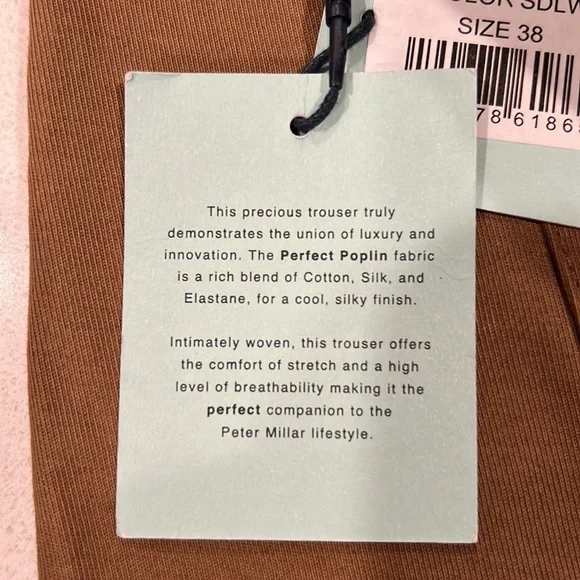 SIZE 38
This precious trouser truly
demonstrates the union of luxury and
innovation. The Perfect Poplin fabric
is a rich blend of Cotton, Silk, and
Elastane, for a cool, silky finish.
Intimately woven, this trouser offers
the comfort of stretch and a high
level of breathability making it the
perfect companion to the
Peter Millar lifestyle.